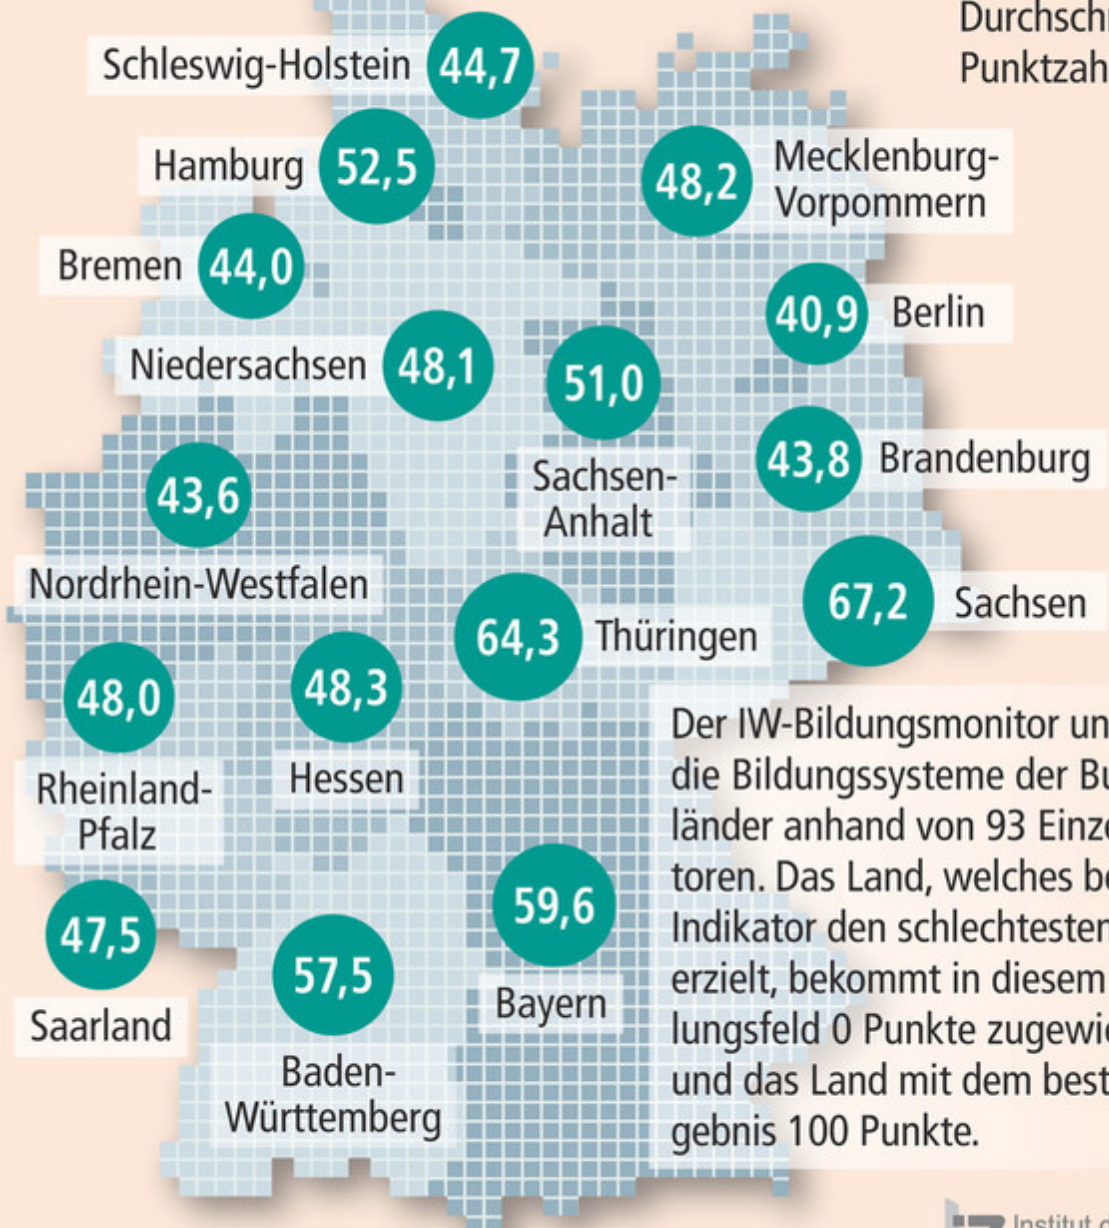 Durchsch
Punktzah
Schleswig-Holstein 44,7
Hamburg 52,5
48,2 Mecklenburg-
Vorpommern
Bremen 44,0
40,9 Berlin
Niedersachsen 48,1
51,0
Sachsen-
Anhalt
43,8 Brandenburg
43,6
Nordrhein-Westfalen
67,2 Sachsen
64,3 Thüringen
48,0
Rheinland-
Pfalz
48,3
Hessen
Der IW-Bildungsmonitor un
die Bildungssysteme der Bu
länder anhand von 93 Einze
toren. Das Land, welches be
Indikator den schlechtesten
erzielt, bekommt in diesem
lungsfeld 0 Punkte zugewie
und das Land mit dem best
gebnis 100 Punkte.
59,6
Bayern
47,5
Saarland
57,5
Baden-
Württemberg
Institut